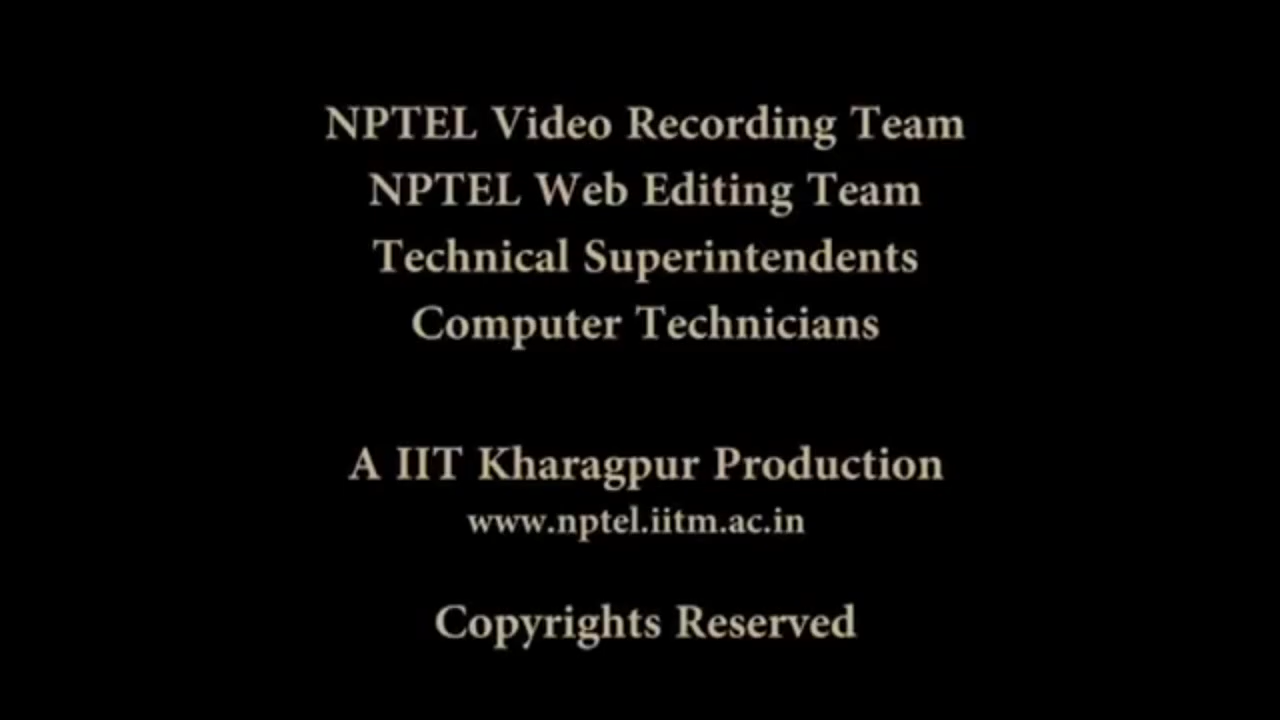 NPTEL Video Recording Team
NPTEL Web Editing Team
Technical Superintendents
Computer Technicians
A IIT Kharagpur Production
www.nptel.iitm.ac.in
Copyrights Reserved